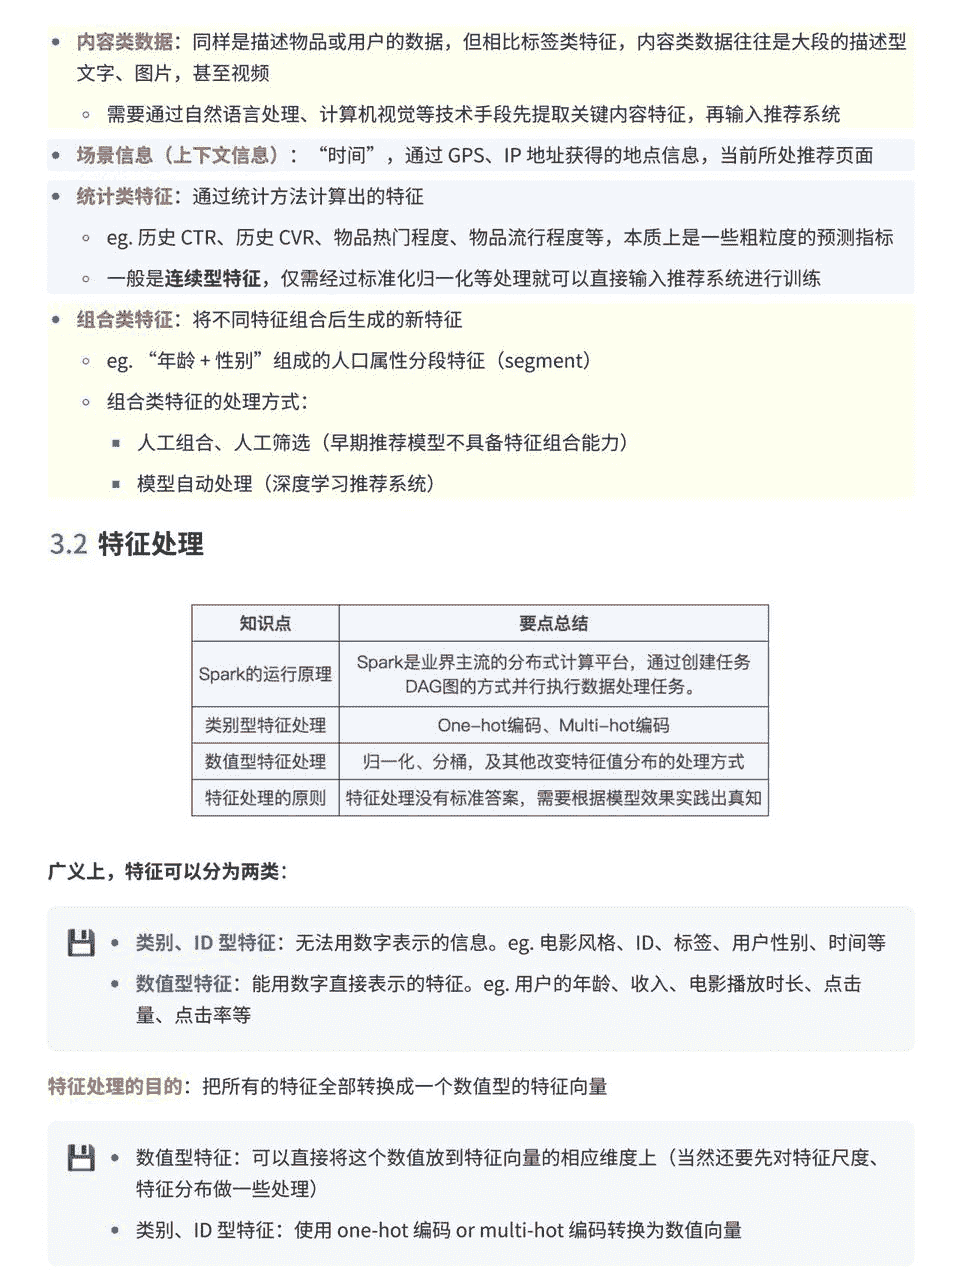 内容类数据：同样是描述物品或用户的数据，但相比标签类特征，内容类数据往往是大段的描述型
文字、图片，甚至视频
需要通过自然语言处理、计算机视觉等技术手段先提取关键内容特征，再输入推荐系统
场景信息（上下文信息）：“时间”，通过 GPS、IP 地址获得的地点信息，当前所处推荐页面
统计类特征：通过统计方法计算出的特征
eg. 历史 CTR、历史 CVR、物品热门程度、物品流行程度等，本质上是一些粗粒度的预测指标
一般是连续型特征，仅需经过标准化归一化等处理就可以直接输入推荐系统进行训练
组合类特征：将不同特征组合后生成的新特征
eg. “年龄 + 性别”组成的人口属性分段特征（segment）
组合类特征的处理方式：
人工组合、人工筛选（早期推荐模型不具备特征组合能力）
模型自动处理（深度学习推荐系统）
3.2 特征处理
知识点 要点总结
Spark的运行原理 Spark是业界主流的分布式计算平台，通过创建任务
DAG图的方式并行执行数据处理任务。
类别型特征处理 One-hot编码、Multi-hot编码
数值型特征处理 归一化、分桶，及其他改变特征值分布的处理方式
特征处理的原则 特征处理没有标准答案，需要根据模型效果实践出真知
广义上，特征可以分为两类：
类别、ID 型特征：无法用数字表示的信息。eg. 电影风格、ID、标签、用户性别、时间等
数值型特征：能用数字直接表示的特征。eg. 用户的年龄、收入、电影播放时长、点击
量、点击率等
特征处理的目的：把所有的特征全部转换成一个数值型的特征向量
数值型特征：可以直接将这个数值放到特征向量的相应维度上（当然还要先对特征尺度、
特征分布做一些处理）
类别、ID 型特征：使用 one-hot 编码 or multi-hot 编码转换为数值向量